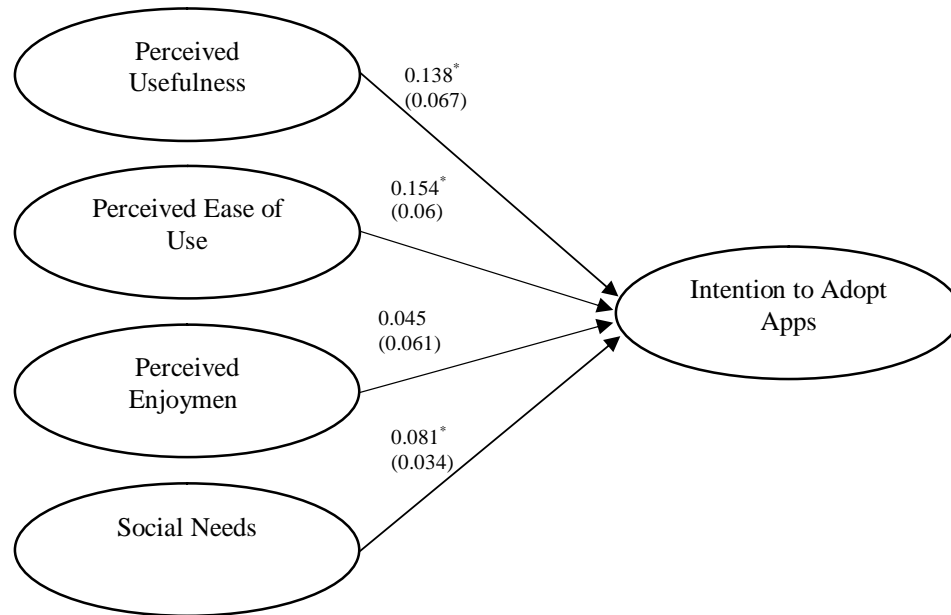 Perceived
Usefulness
0.138*
(0.067)
Perceived Ease of
Use
0.154*
(0.06)
Perceived
Enjoymen
0.045
(0.061)
Social Needs
0.081*
(0.034)
Intention to Adopt
Apps